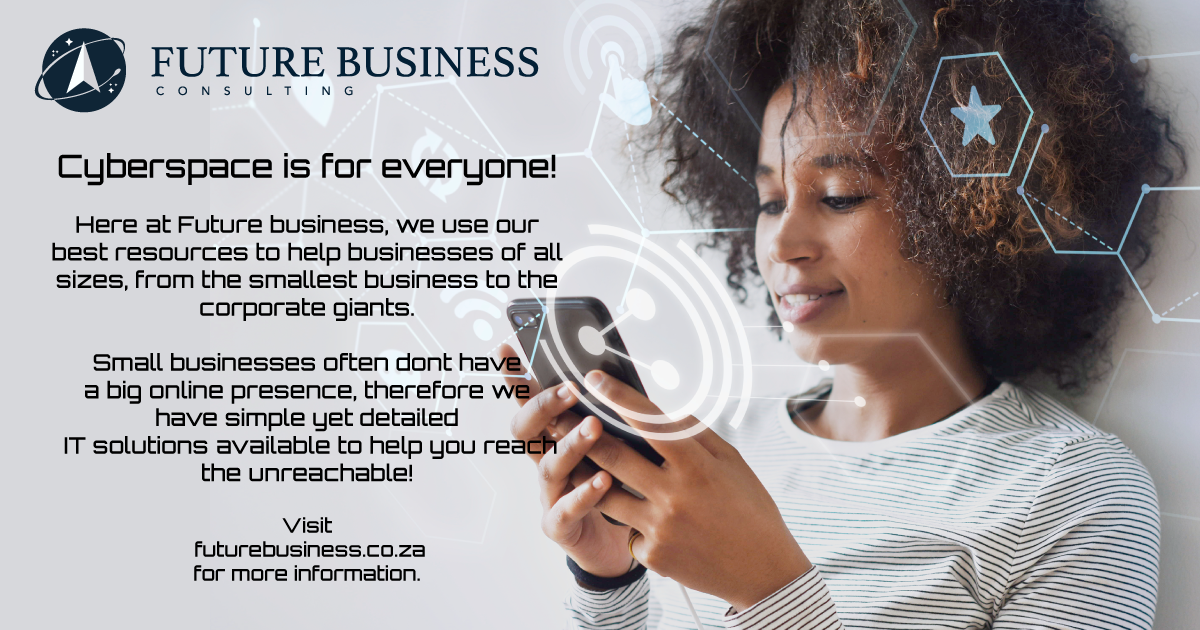 FUTURE BUSINESS
CONSULTING
Cyberspace is for everyone!
Here at Future business, we use our
best resources to help businesses of all
sizes, from the smallest business to the
corporate giants.
Small businesses often dont have
a big online presence, therefore we
have simple yet detailed
IT solutions available to help you reach
the unreachable!
Visit
futurebusiness.co.za
for more information.